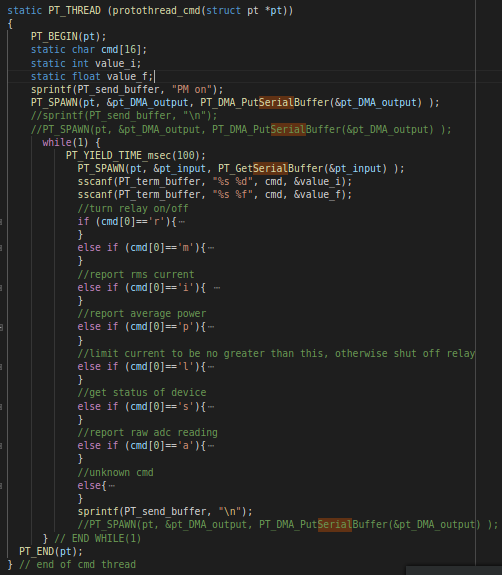 static PT_THREAD (protothread_cmd(struct pt *pt))
{
PT_BEGIN(pt);
static char cmd[16];
static int value_i;
static float value_f;
sprintf(PT_send_buffer, "PM on");
PT_SPAWN(pt, &pt_DMA_output, PT_DMA_PutSerialBuffer(&pt_DMA_output) );
//sprintf(PT_send_buffer, "\n");
//PT_SPAWN(pt, &pt_DMA_output, PT_DMA_PutSerialBuffer(&pt_DMA_output) );
while(1) {
PT_YIELD_TIME_msec(100);
PT_SPAWN(pt, &pt_input, PT_GetSerialBuffer(&pt_input) );
sscanf(PT_term_buffer, "%s %d", cmd, &value_i);
sscanf(PT_term_buffer, "%s %f", cmd, &value_f);
//turn relay on/off
if (cmd[0]=='r'){⋯
}
else if (cmd[0]=='m'){⋯
}
//report rms current
else if (cmd[0]=='i'){ ⋯
}
//report average power
else if (cmd[0]=='p'){⋯
}
//limit current to be no greater than this, otherwise shut off relay
else if (cmd[0]=='l'){⋯
}
//get status of device
else if (cmd[0]=='s'){⋯
}
//report raw adc reading
else if (cmd[0]=='a'){⋯
}
//unknown cmd
else{⋯
}
sprintf(PT_send_buffer, "\n");
//PT_SPAWN(pt, &pt_DMA_output, PT_DMA_PutSerialBuffer(&pt_DMA_output) );
} // END WHILE(1)
PT_END(pt);
} // end of cmd thread